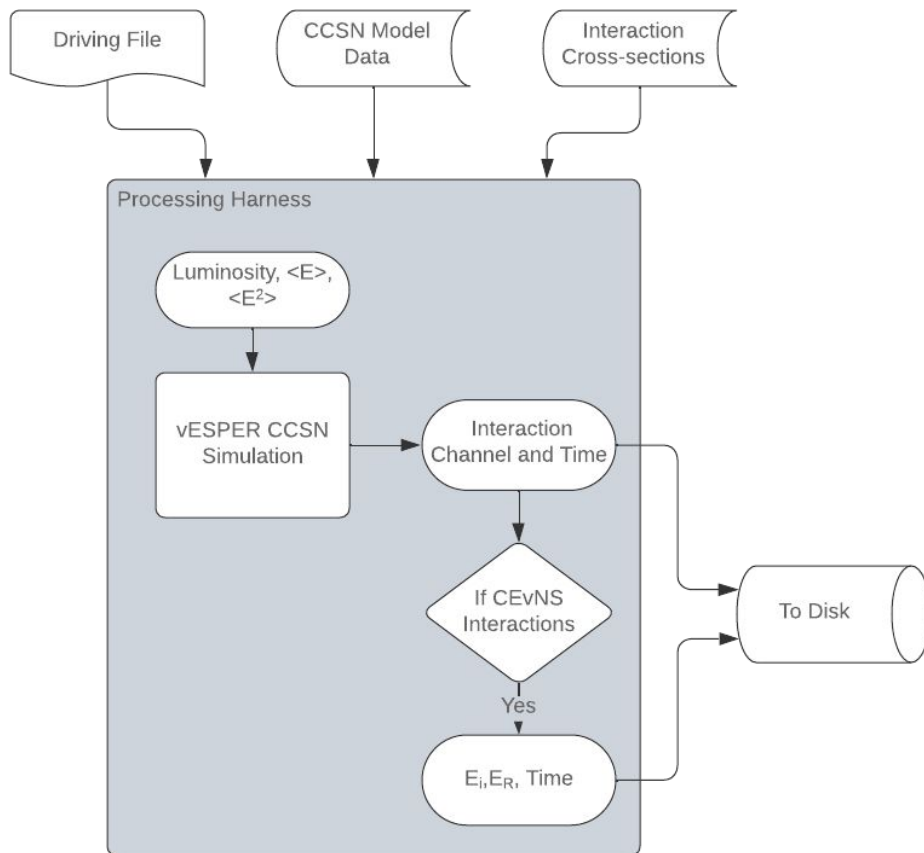 Driving File
CCSN Model
Data
Interaction
Cross-sections
Processing Harness
Luminosity, <E>,
<E²>
vESPER CCSN
Simulation
Interaction
Channel and Time
If CEvNS
Interactions
To Disk
Yes
Eᵢ,E_R, Time